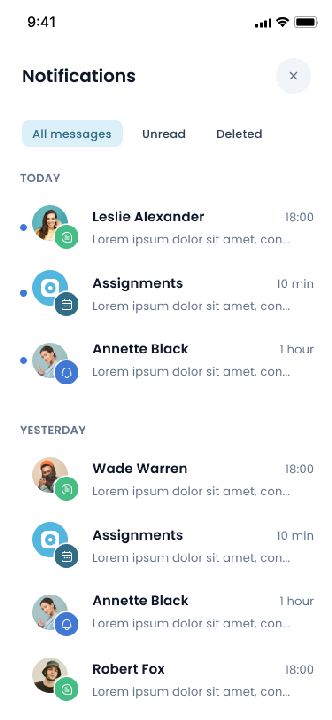 9:41
Notifications
All messages Unread Deleted
TODAY
Leslie Alexander 18:00
Lorem ipsum dolor sit amet, con...
Assignments 10 min
Lorem ipsum dolor sit amet, con...
Annette Black 1 hour
Lorem ipsum dolor sit amet, con...
YESTERDAY
Wade Warren 18:00
Lorem ipsum dolor sit amet, con...
Assignments 10 min
Lorem ipsum dolor sit amet, con...
Annette Black 1 hour
Lorem ipsum dolor sit amet, con...
Robert Fox 18:00
Lorem ipsum dolor sit amet, con...